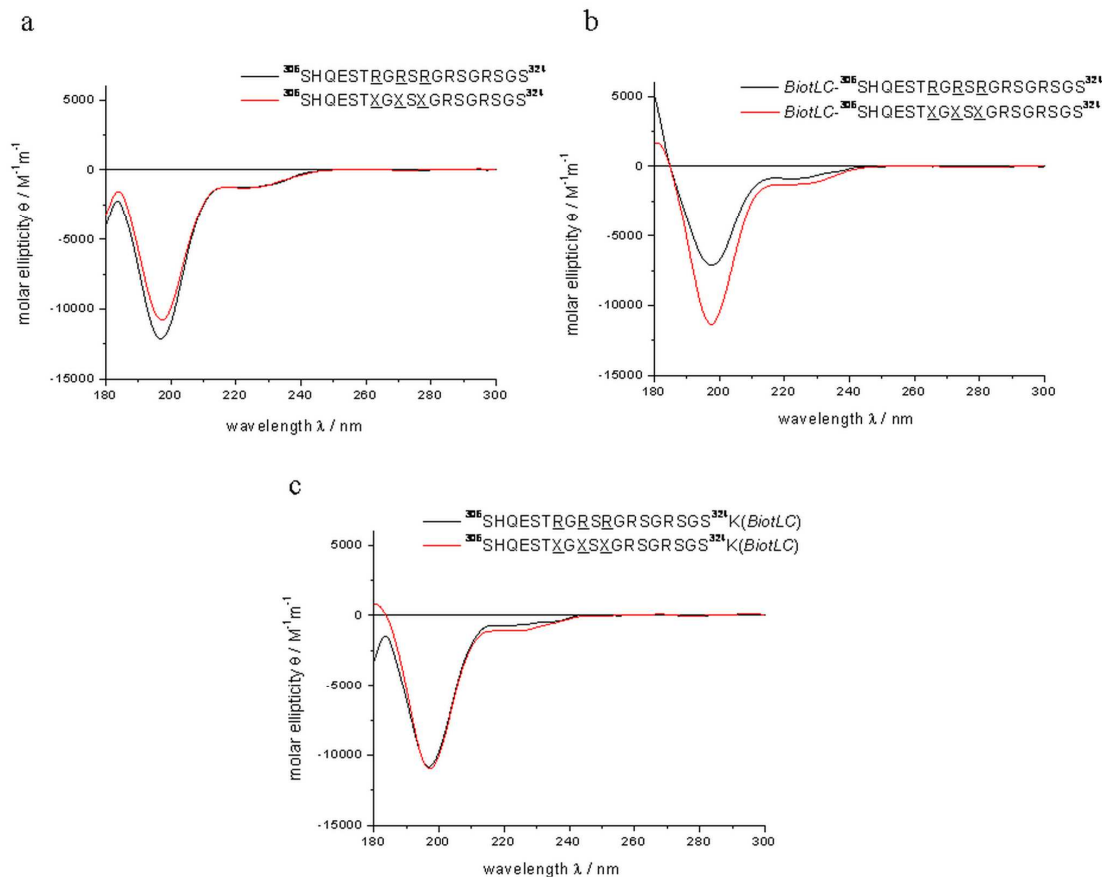 a
³⁰⁶SHQESTRGRSRGRSGRSGS³²⁴
³⁰⁶SHQESTXGXSXGRSGRSGS³²⁴
5000
0
-5000
-10000
-15000
molar ellipticity θ / M⁻¹m⁻¹
180 200 220 240 260 280 300
wavelength λ / nm
b
BiotLC-³⁰⁶SHQESTRGRSRGRSGRSGS³²⁴
BiotLC-³⁰⁶SHQESTXGXSXGRSGRSGS³²⁴
5000
0
-5000
-10000
-15000
molar ellipticity θ / M⁻¹m⁻¹
180 200 220 240 260 280 300
wavelength λ / nm
c
³⁰⁶SHQESTRGRSRGRSGRSGS³²⁴K(BiotLC)
³⁰⁶SHQESTXGXSXGRSGRSGS³²⁴K(BiotLC)
5000
0
-5000
-10000
-15000
molar ellipticity θ / M⁻¹m⁻¹
180 200 220 240 260 280 300
wavelength λ / nm